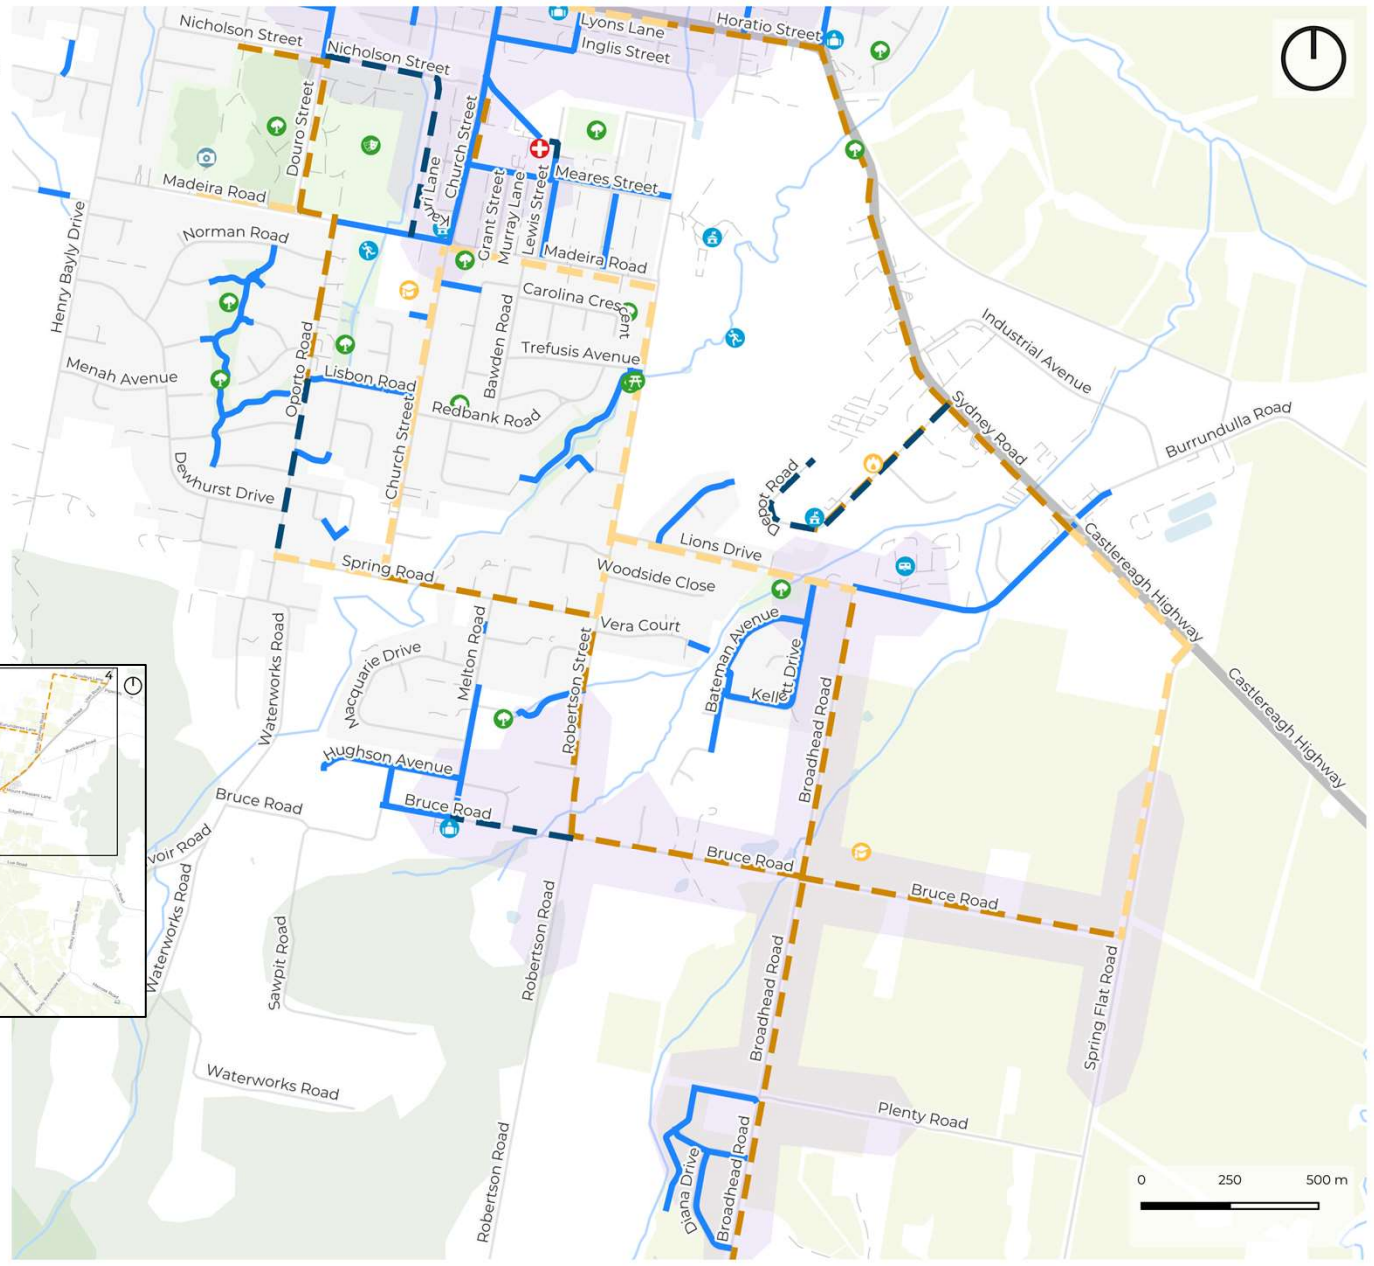 Lyons Lane
Horatio Street
Nicholson Street
Inglis Street
Nicholson Street
Douro Street
Church Street
Meares Street
Madeira Road
Kauri Lane
Grant Street
Murray Lane
Lewis Street
Norman Road
Madeira Road
Henry Bayly Drive
Carolina Crescent
Industrial Avenue
Trefusis Avenue
Bawden Road
Menah Avenue
Oporto Road
Lisbon Road
Redbank Road
Sydney Road
Burrundulla Road
Church Street
Dewhurst Drive
Depot Road
Lions Drive
Castlereagh Highway
Spring Road
Woodside Close
Vera Court
Bateman Avenue
Waterworks Road
Macquarie Drive
Melton Road
Robertson Street
Kellett Drive
Broadhead Road
Castlereagh Highway
4
Hughson Avenue
Bruce Road
Bruce Road
voir Road
Bruce Road
Bruce Road
Waterworks Road
Sawpit Road
Robertson Road
Broadhead Road
Spring Flat Road
Waterworks Road
Plenty Road
Robertson Road
Diana Drive
Broadhead Road
0 250 500 m